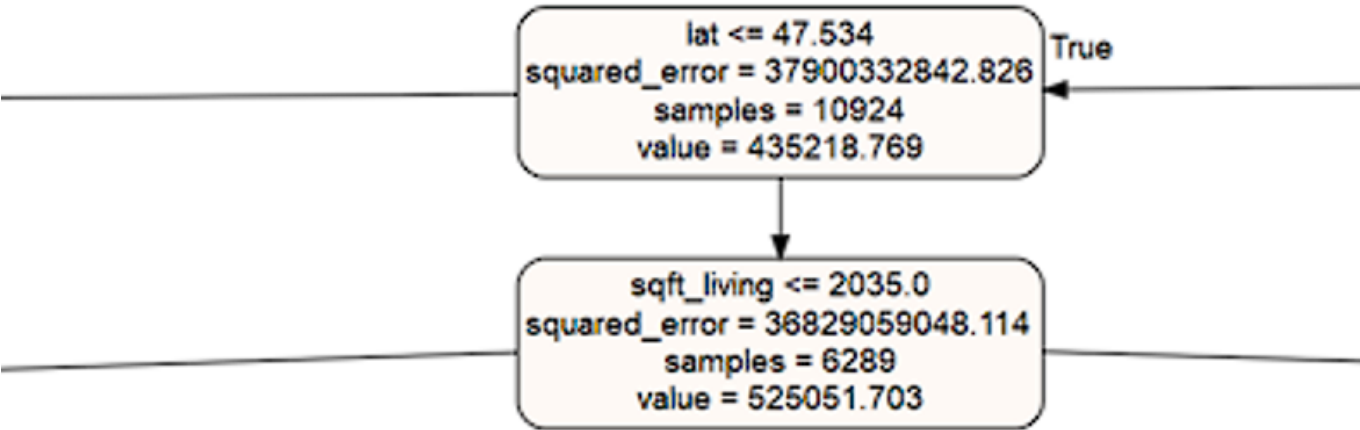 lat <= 47.534
True
squared_error = 37900332842.826
samples = 10924
value = 435218.769
sqft_living <= 2035.0
squared_error = 36829059048.114
samples = 6289
value = 525051.703